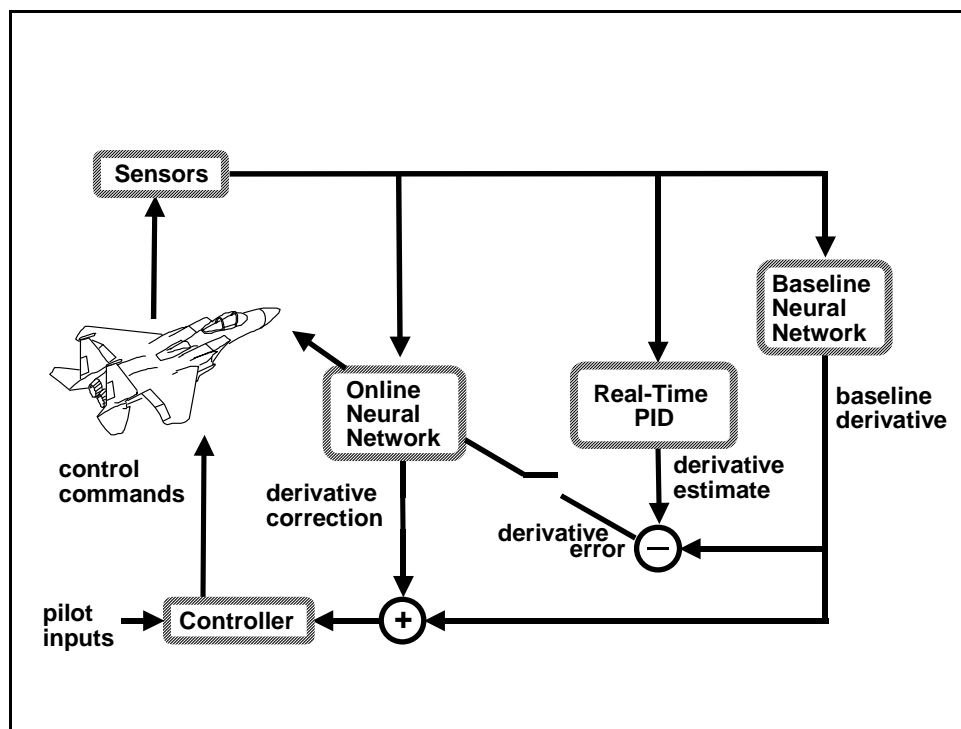 Sensors
Baseline
Neural
Network
Online
Neural
Network
Real-Time
PID
baseline
derivative
control
commands
derivative
correction
derivative
estimate
derivative
error
−
pilot
inputs
Controller
+